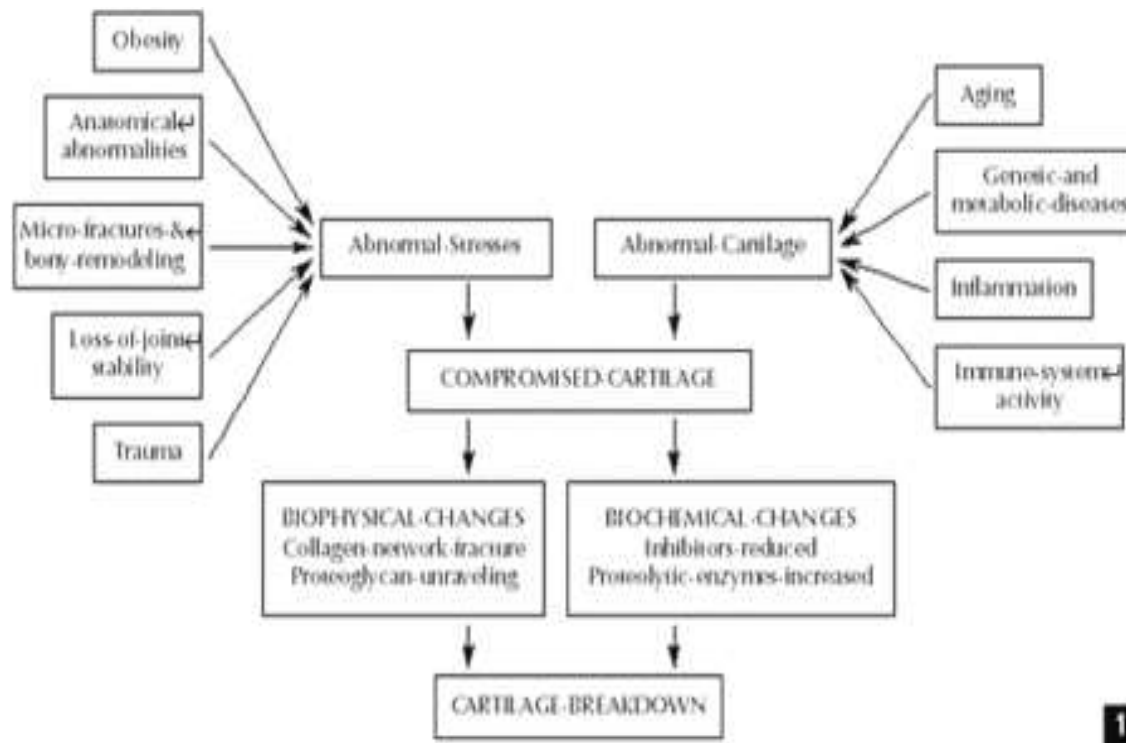 Obesity
Anatomical↵
abnormalities
Micro-fractures-&↵
bony-remodeling
Loss-of-joint↵
stability
Trauma
Abnormal-Stresses
Abnormal-Cartilage
Aging
Genetic-and
metabolic-diseases
Inflammation
Immune-system↵
activity
COMPROMISED-CARTILAGE
BIOPHYSICAL-CHANGES
Collagen-network-fracture
Proteoglycan-unraveling
BIOCHEMICAL-CHANGES
Inhibitors-reduced
Proteolytic-enzymes-increased
CARTILAGE-BREAKDOWN
1